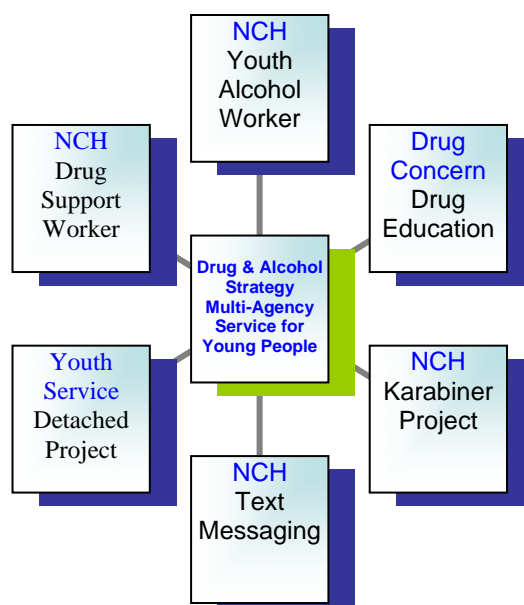 NCH
Youth
Alcohol
Worker
NCH
Drug
Support
Worker
Drug
Concern
Drug
Education
Drug & Alcohol
Strategy
Multi-Agency
Service for
Young People
Youth
Service
Detached
Project
NCH
Karabiner
Project
NCH
Text
Messaging